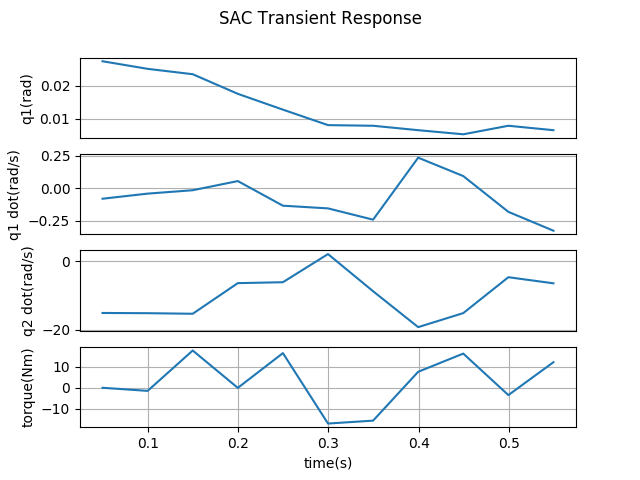 SAC Transient Response
q1(rad)
0.02
0.01
q1 dot(rad/s)
0.25
0.00
−0.25
q2 dot(rad/s)
0
−20
torque(Nm)
10
0
−10
0.1 0.2 0.3 0.4 0.5
time(s)